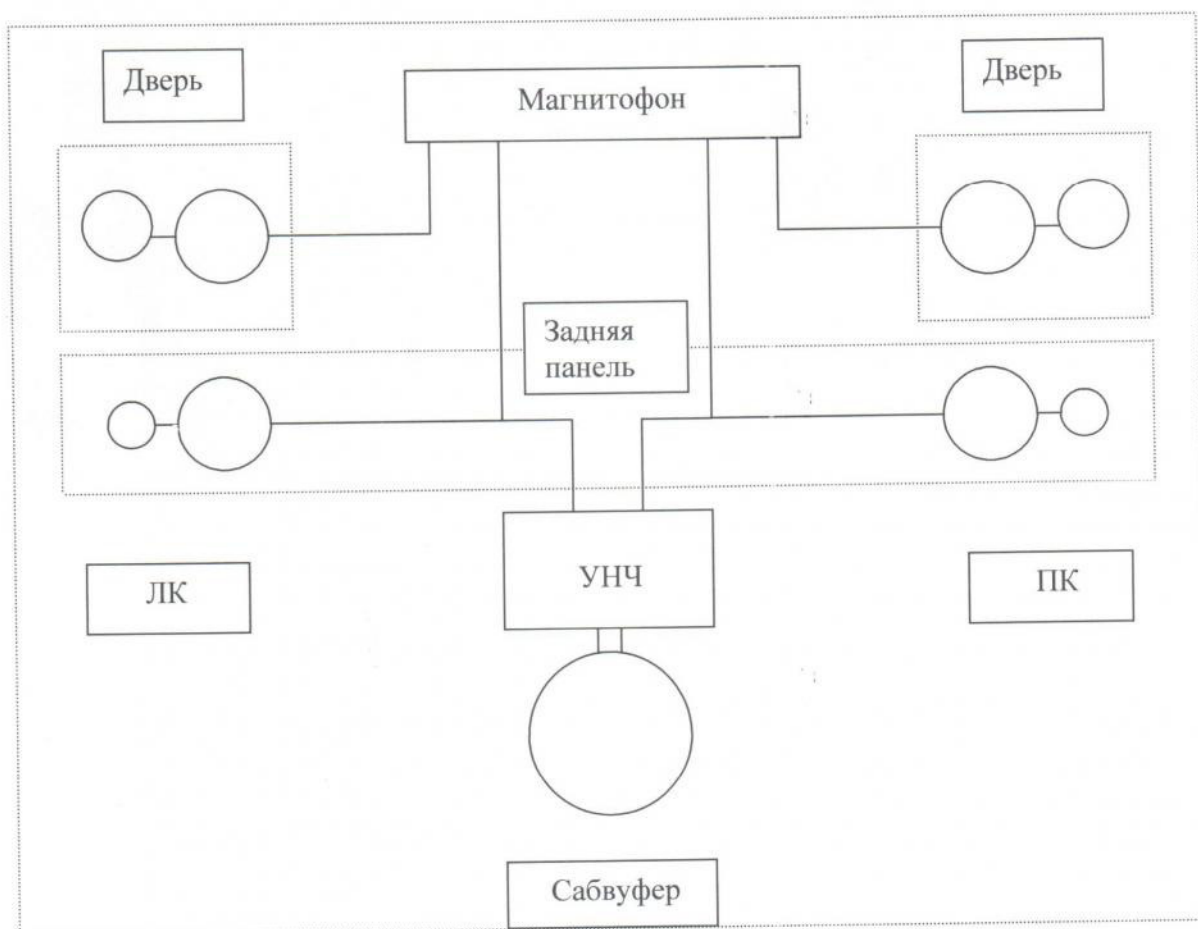 Дверь
Магнитофон
Дверь
Задняя
панель
ЛК
УНЧ
ПК
Сабвуфер